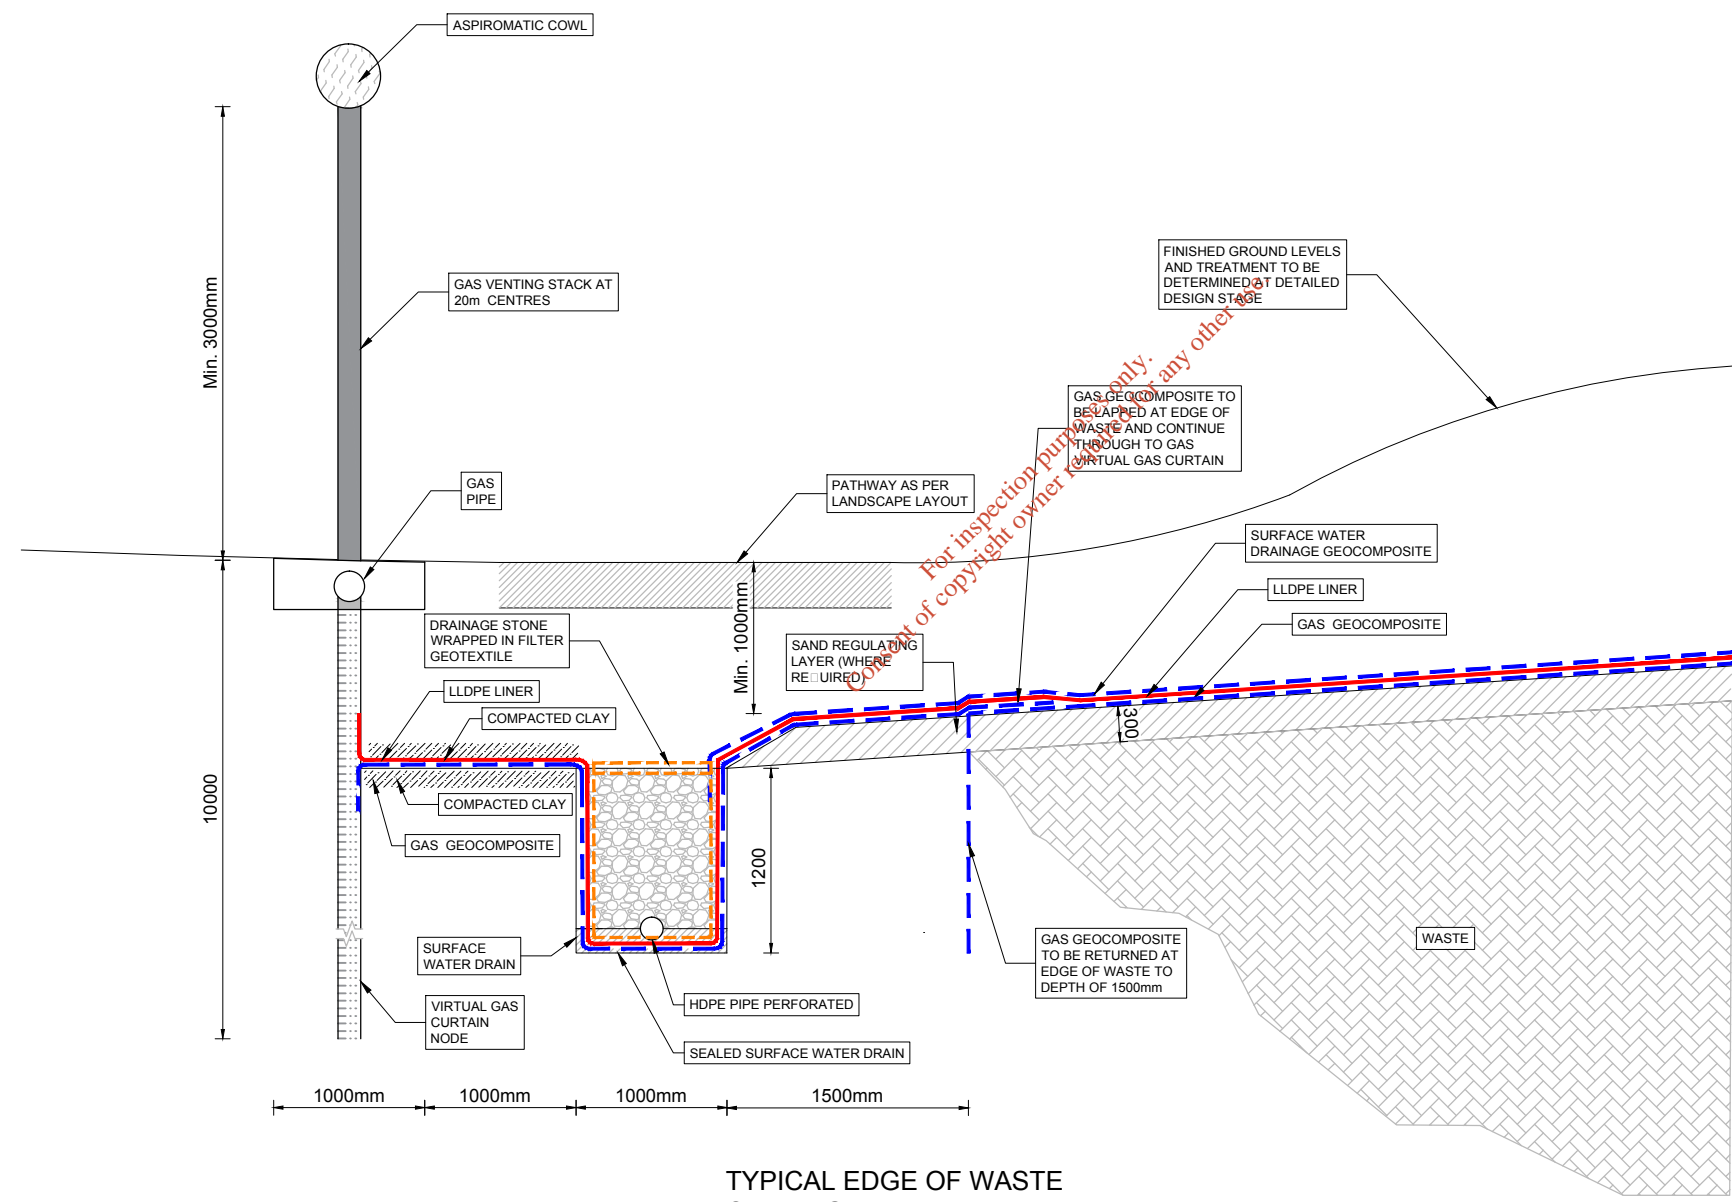 ASPIROMATIC COWL
Min. 3000mm
GAS VENTING STACK AT
20m CENTRES
FINISHED GROUND LEVELS
AND TREATMENT TO BE
DETERMINED AT DETAILED
DESIGN STAGE
For inspection purposes only.
Consent of copyright owner required for any other use.
GAS GEOCOMPOSITE TO
BE LAPPED AT EDGE OF
WASTE AND CONTINUE
THROUGH TO GAS
VIRTUAL GAS CURTAIN
GAS
PIPE
PATHWAY AS PER
LANDSCAPE LAYOUT
SURFACE WATER
DRAINAGE GEOCOMPOSITE
LLDPE LINER
GAS GEOCOMPOSITE
DRAINAGE STONE
WRAPPED IN FILTER
GEOTEXTILE
Min. 1000mm
SAND REGULATING
LAYER (WHERE
RE□UIRED)
LLDPE LINER
COMPACTED CLAY
300
COMPACTED CLAY
GAS GEOCOMPOSITE
10000
1200
SURFACE
WATER DRAIN
GAS GEOCOMPOSITE
TO BE RETURNED AT
EDGE OF WASTE TO
DEPTH OF 1500mm
WASTE
VIRTUAL GAS
CURTAIN
NODE
HDPE PIPE PERFORATED
SEALED SURFACE WATER DRAIN
1000mm
1000mm
1000mm
1500mm
TYPICAL EDGE OF WASTE